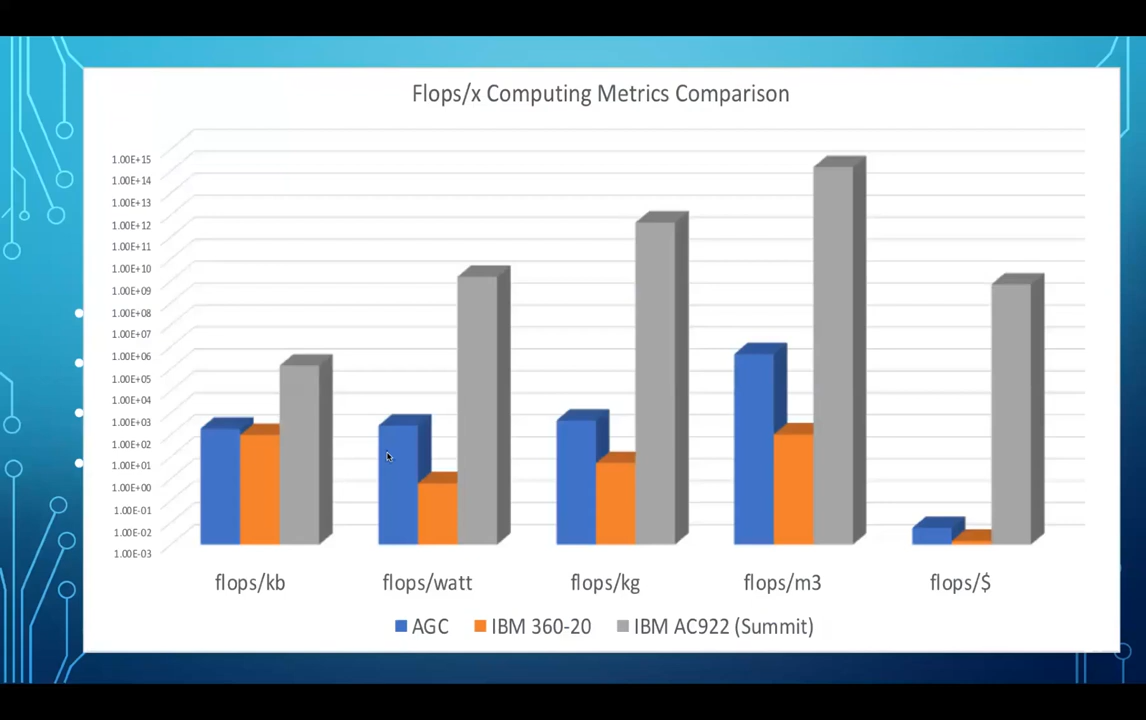 Flops/x Computing Metrics Comparison
1.00E+15
1.00E+14
1.00E+13
1.00E+12
1.00E+11
1.00E+10
1.00E+09
1.00E+08
1.00E+07
1.00E+06
1.00E+05
1.00E+04
1.00E+03
1.00E+02
1.00E+01
1.00E+00
1.00E-01
1.00E-02
1.00E-03
flops/kb flops/watt flops/kg flops/m3 flops/$
AGC IBM 360-20 IBM AC922 (Summit)